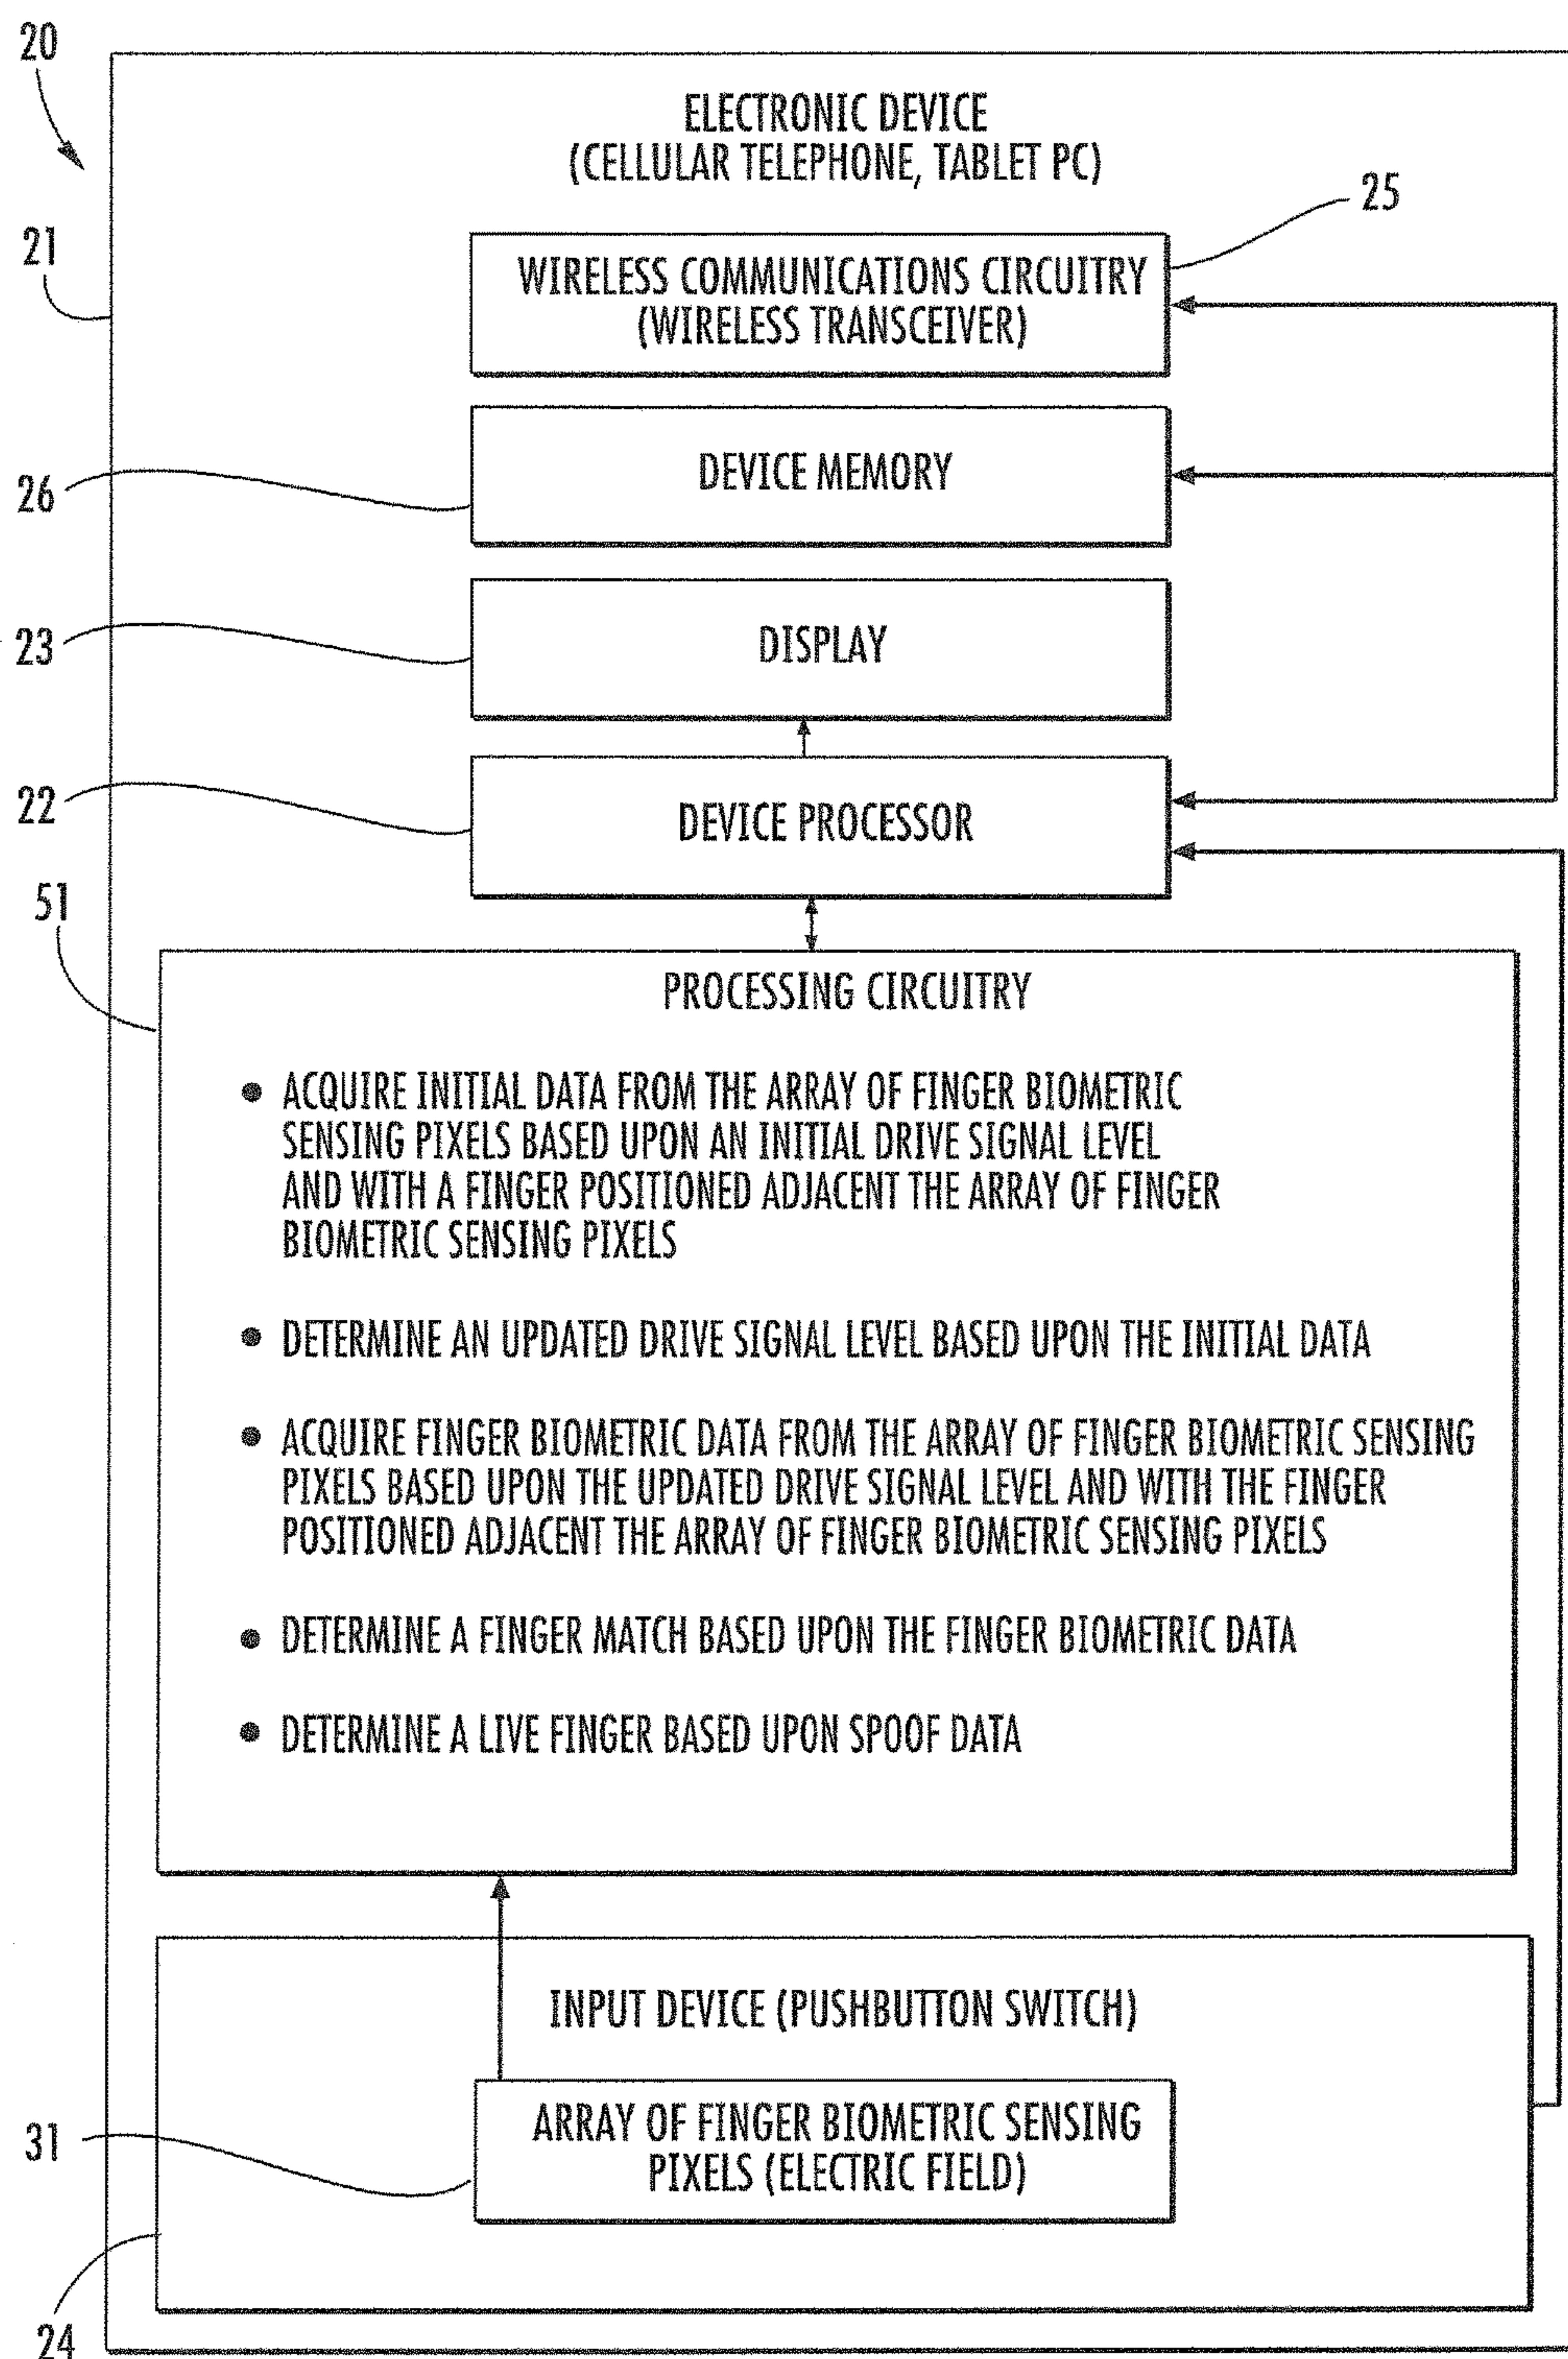 20
ELECTRONIC DEVICE
(CELLULAR TELEPHONE, TABLET PC)
25
21
WIRELESS COMMUNICATIONS CIRCUITRY
(WIRELESS TRANSCEIVER)
26
DEVICE MEMORY
23
DISPLAY
22
DEVICE PROCESSOR
51
PROCESSING CIRCUITRY
• ACQUIRE INITIAL DATA FROM THE ARRAY OF FINGER BIOMETRIC
SENSING PIXELS BASED UPON AN INITIAL DRIVE SIGNAL LEVEL
AND WITH A FINGER POSITIONED ADJACENT THE ARRAY OF FINGER
BIOMETRIC SENSING PIXELS
• DETERMINE AN UPDATED DRIVE SIGNAL LEVEL BASED UPON THE INITIAL DATA
• ACQUIRE FINGER BIOMETRIC DATA FROM THE ARRAY OF FINGER BIOMETRIC SENSING
PIXELS BASED UPON THE UPDATED DRIVE SIGNAL LEVEL AND WITH THE FINGER
POSITIONED ADJACENT THE ARRAY OF FINGER BIOMETRIC SENSING PIXELS
• DETERMINE A FINGER MATCH BASED UPON THE FINGER BIOMETRIC DATA
• DETERMINE A LIVE FINGER BASED UPON SPOOF DATA
INPUT DEVICE (PUSHBUTTON SWITCH)
31
ARRAY OF FINGER BIOMETRIC SENSING
PIXELS (ELECTRIC FIELD)
24